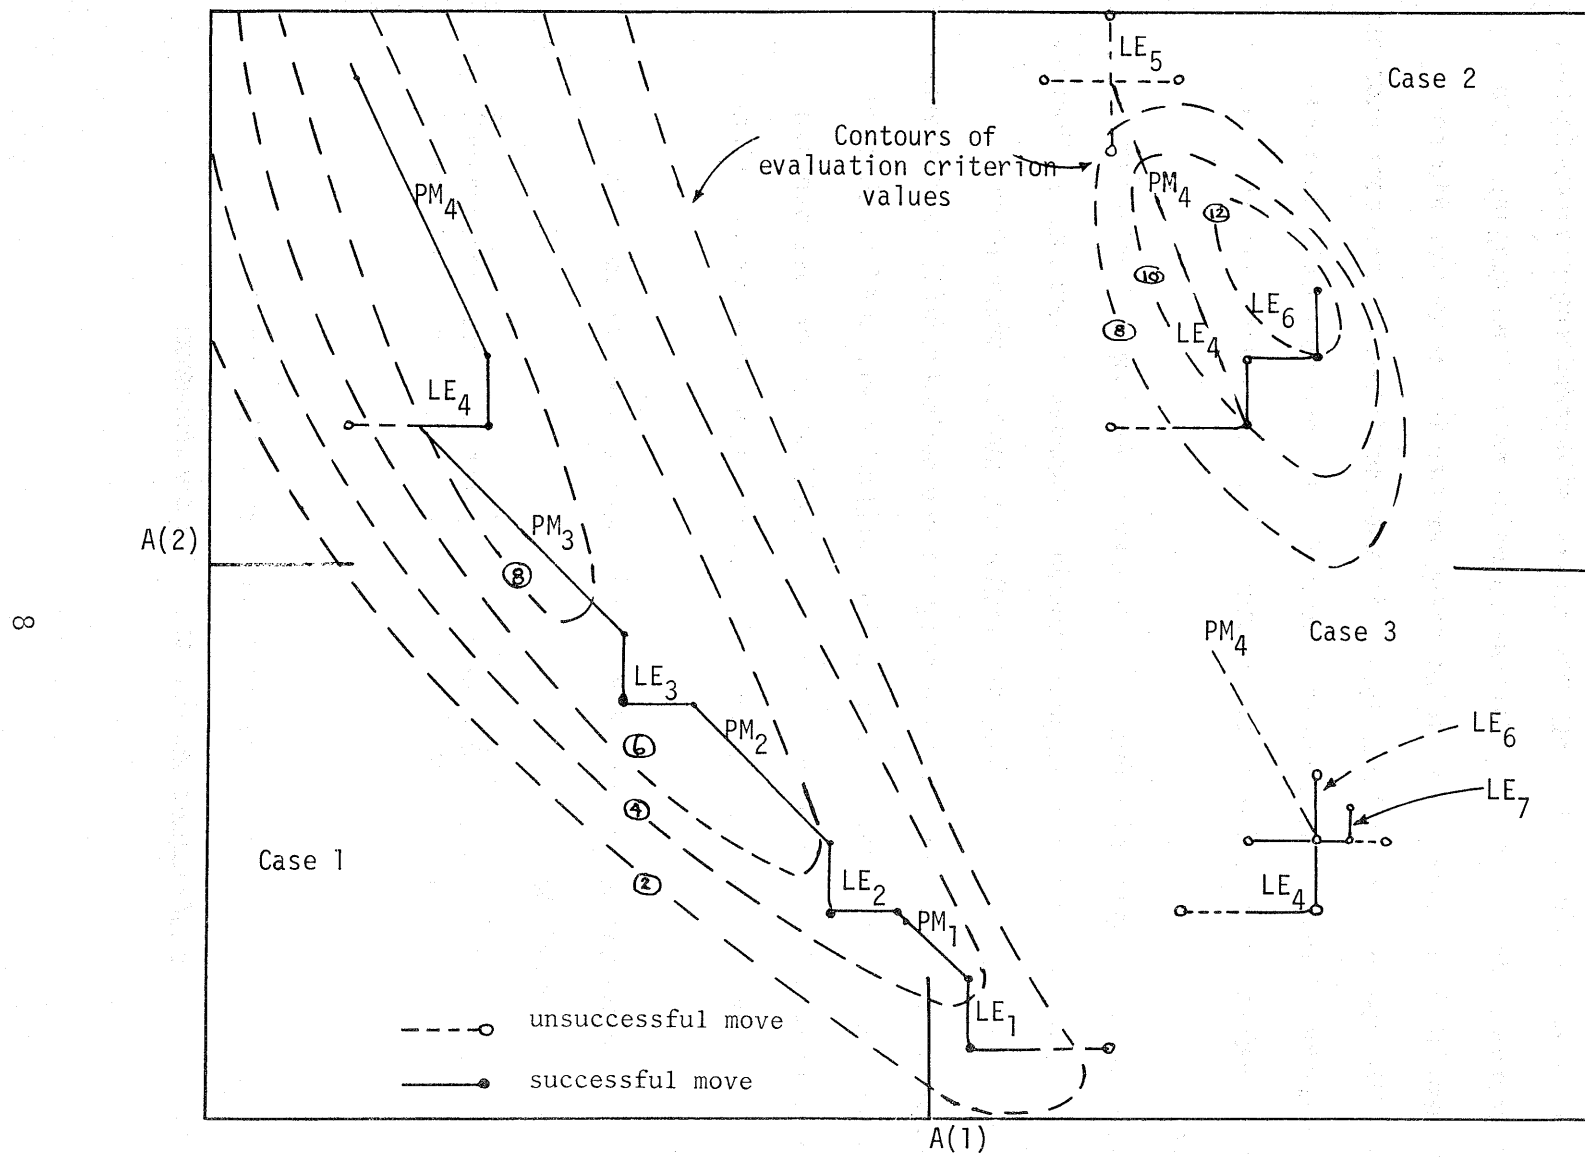 LE5
Case 2
Contours of
evaluation criterion
values
PM4
PM4
12
10
8
LE6
LE4
LE4
PM3
A(2)
8
8
PM4
Case 3
LE3
LE6
PM2
6
LE7
4
Case 1
2
LE2
LE4
PM1
LE1
unsuccessful move
successful move
A(1)